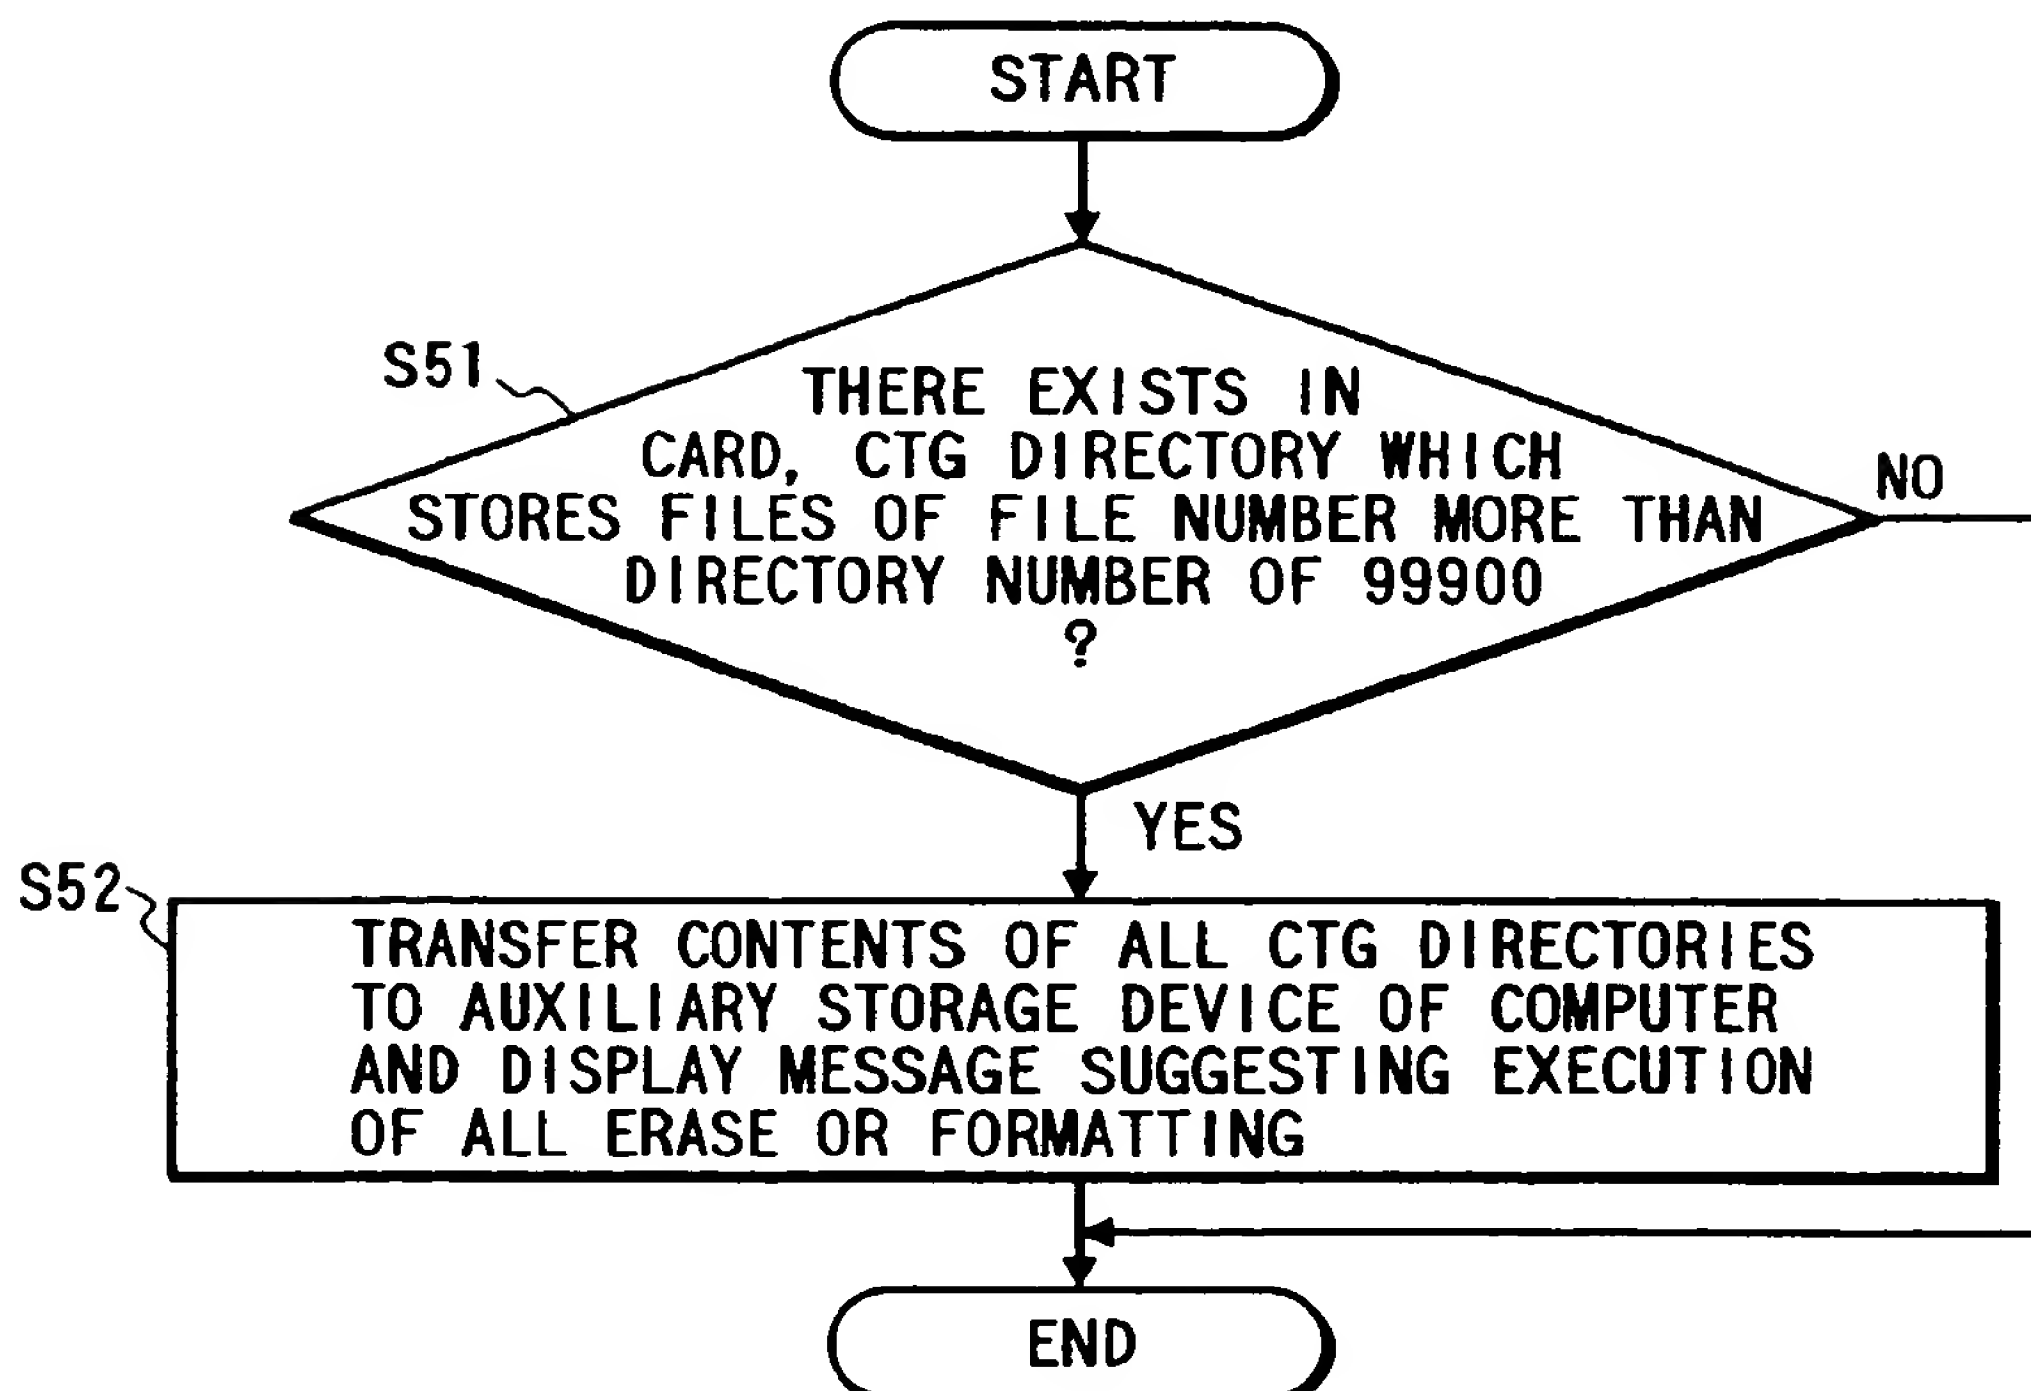 START
S51
THERE EXISTS IN
CARD, CTG DIRECTORY WHICH
STORES FILES OF FILE NUMBER MORE THAN
DIRECTORY NUMBER OF 99900
?
NO
YES
S52
TRANSFER CONTENTS OF ALL CTG DIRECTORIES
TO AUXILIARY STORAGE DEVICE OF COMPUTER
AND DISPLAY MESSAGE SUGGESTING EXECUTION
OF ALL ERASE OR FORMATTING
END